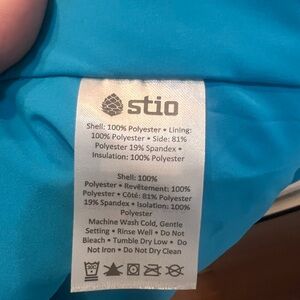 stio
Shell: 100% Polyester • Lining:
100% Polyester • Side: 81%
Polyester 19% Spandex •
Insulation: 100% Polyester
Shell: 100%
Polyester • Revêtement: 100%
Polyester • Côté: 81% Polyester
19% Spandex • Isolation: 100%
Polyester
Machine Wash Cold, Gentle
Setting • Rinse Well • Do Not
Bleach • Tumble Dry Low • Do
Not Iron • Do Not Dry Clean